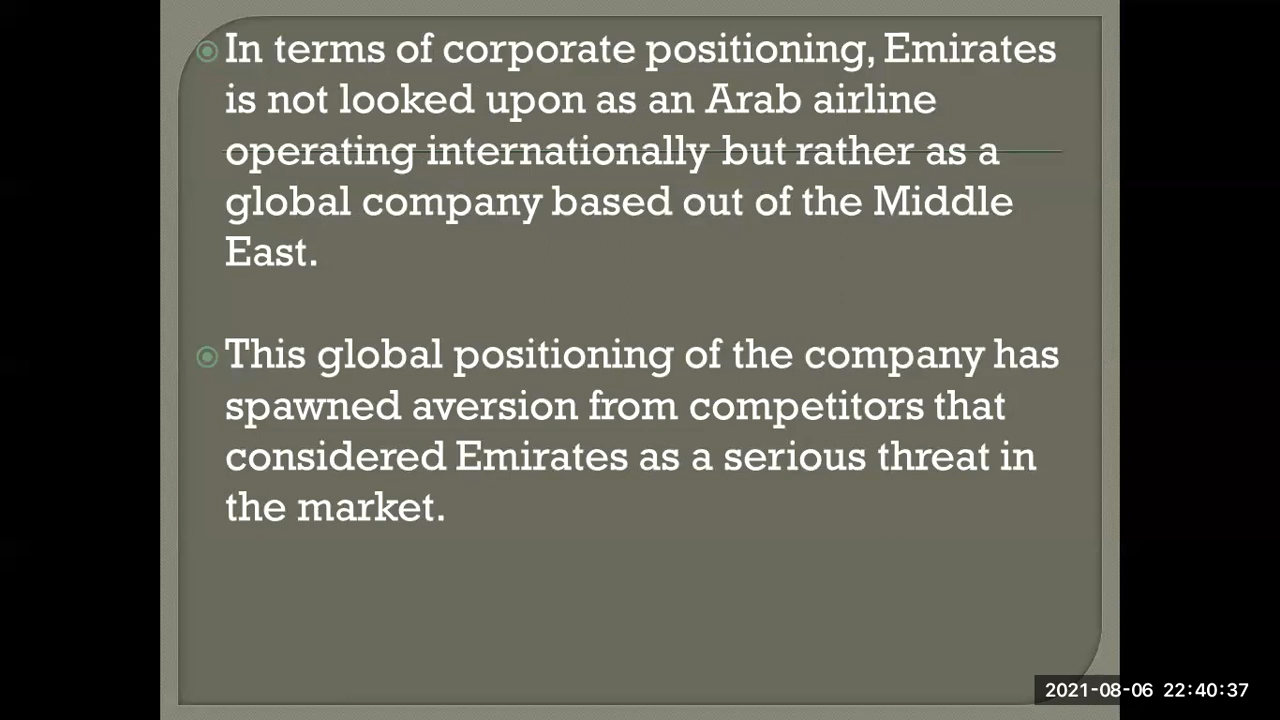 In terms of corporate positioning, Emirates
is not looked upon as an Arab airline
operating internationally but rather as a
global company based out of the Middle
East.
This global positioning of the company has
spawned aversion from competitors that
considered Emirates as a serious threat in
the market.
2021-08-06 22:40:37